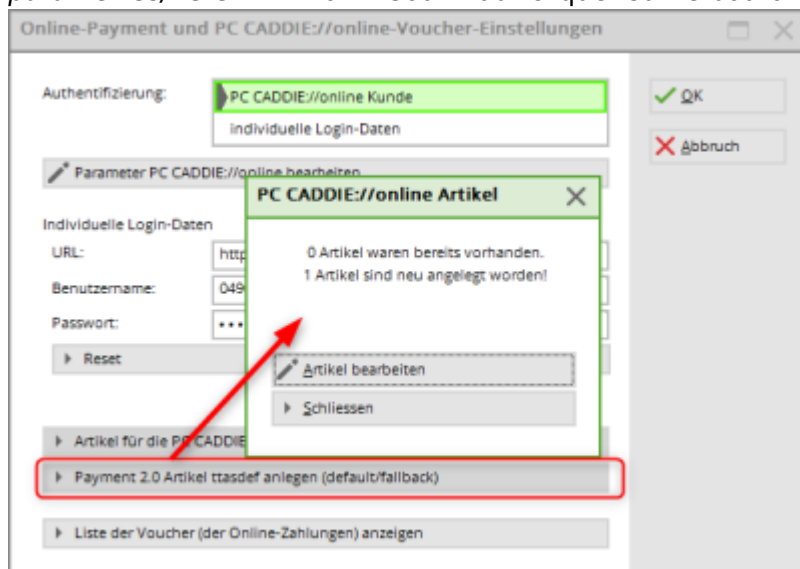 Online-Payment und PC CADDIE://online-Voucher-Einstellungen
Authentifizierung:
PC CADDIE://online Kunde
individuelle Login-Daten
QK
Abbruch
Parameter PC CADDIE://online bearbeiten
PC CADDIE://online Artikel
0 Artikel waren bereits vorhanden.
1 Artikel sind neu angelegt worden!
Individuelle Login-Daten
URL:
http
Benutzername:
049
Passwort:
Reset
Artikel bearbeiten
Schliessen
Artikel für die PC CADDIE
Payment 2.0 Artikel ttasdef anlegen (default/fallback)
Liste der Voucher (der Online-Zahlungen) anzeigen